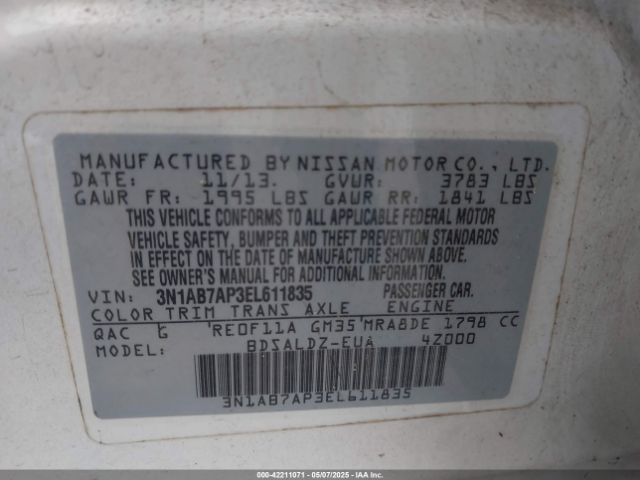 MANUFACTURED BY NISSAN MOTOR CO., LTD.
DATE: 11/13. GVWR: 3783 LBS
GAWR FR: 1995 LBS GAWR RR: 1841 LBS
THIS VEHICLE CONFORMS TO ALL APPLICABLE FEDERAL MOTOR
VEHICLE SAFETY, BUMPER AND THEFT PREVENTION STANDARDS
IN EFFECT ON THE DATE OF MANUFACTURE SHOWN ABOVE.
SEE OWNER'S MANUAL FOR ADDITIONAL INFORMATION.
VIN: 3N1AB7AP3EL611835 PASSENGER CAR.
COLOR TRIM TRANS AXLE ENGINE
QAC G RE0F11A GM35 MRA8DE 1798 CC
MODEL: BDSALDZ-EUA 4Z000
3N1AB7AP3EL611835
000-42211071 - 05/07/2025 - IAAI.com